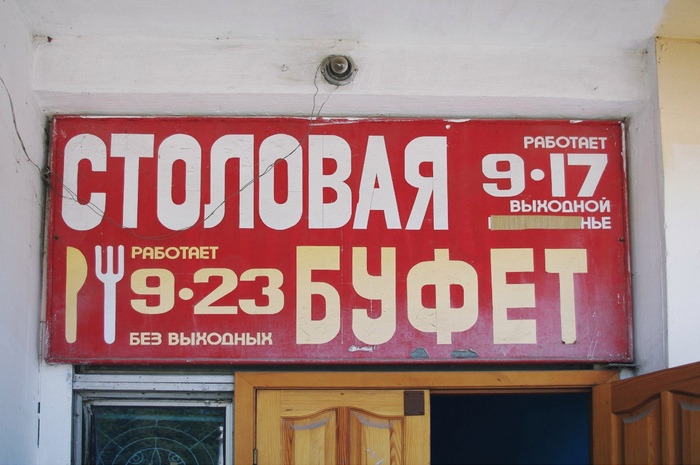 СТОЛОВАЯ
РАБОТАЕТ
9•17
ВЫХОДНОЙ
РАБОТАЕТ
9•23
БЕЗ ВЫХОДНЫХ
БУФЕТ